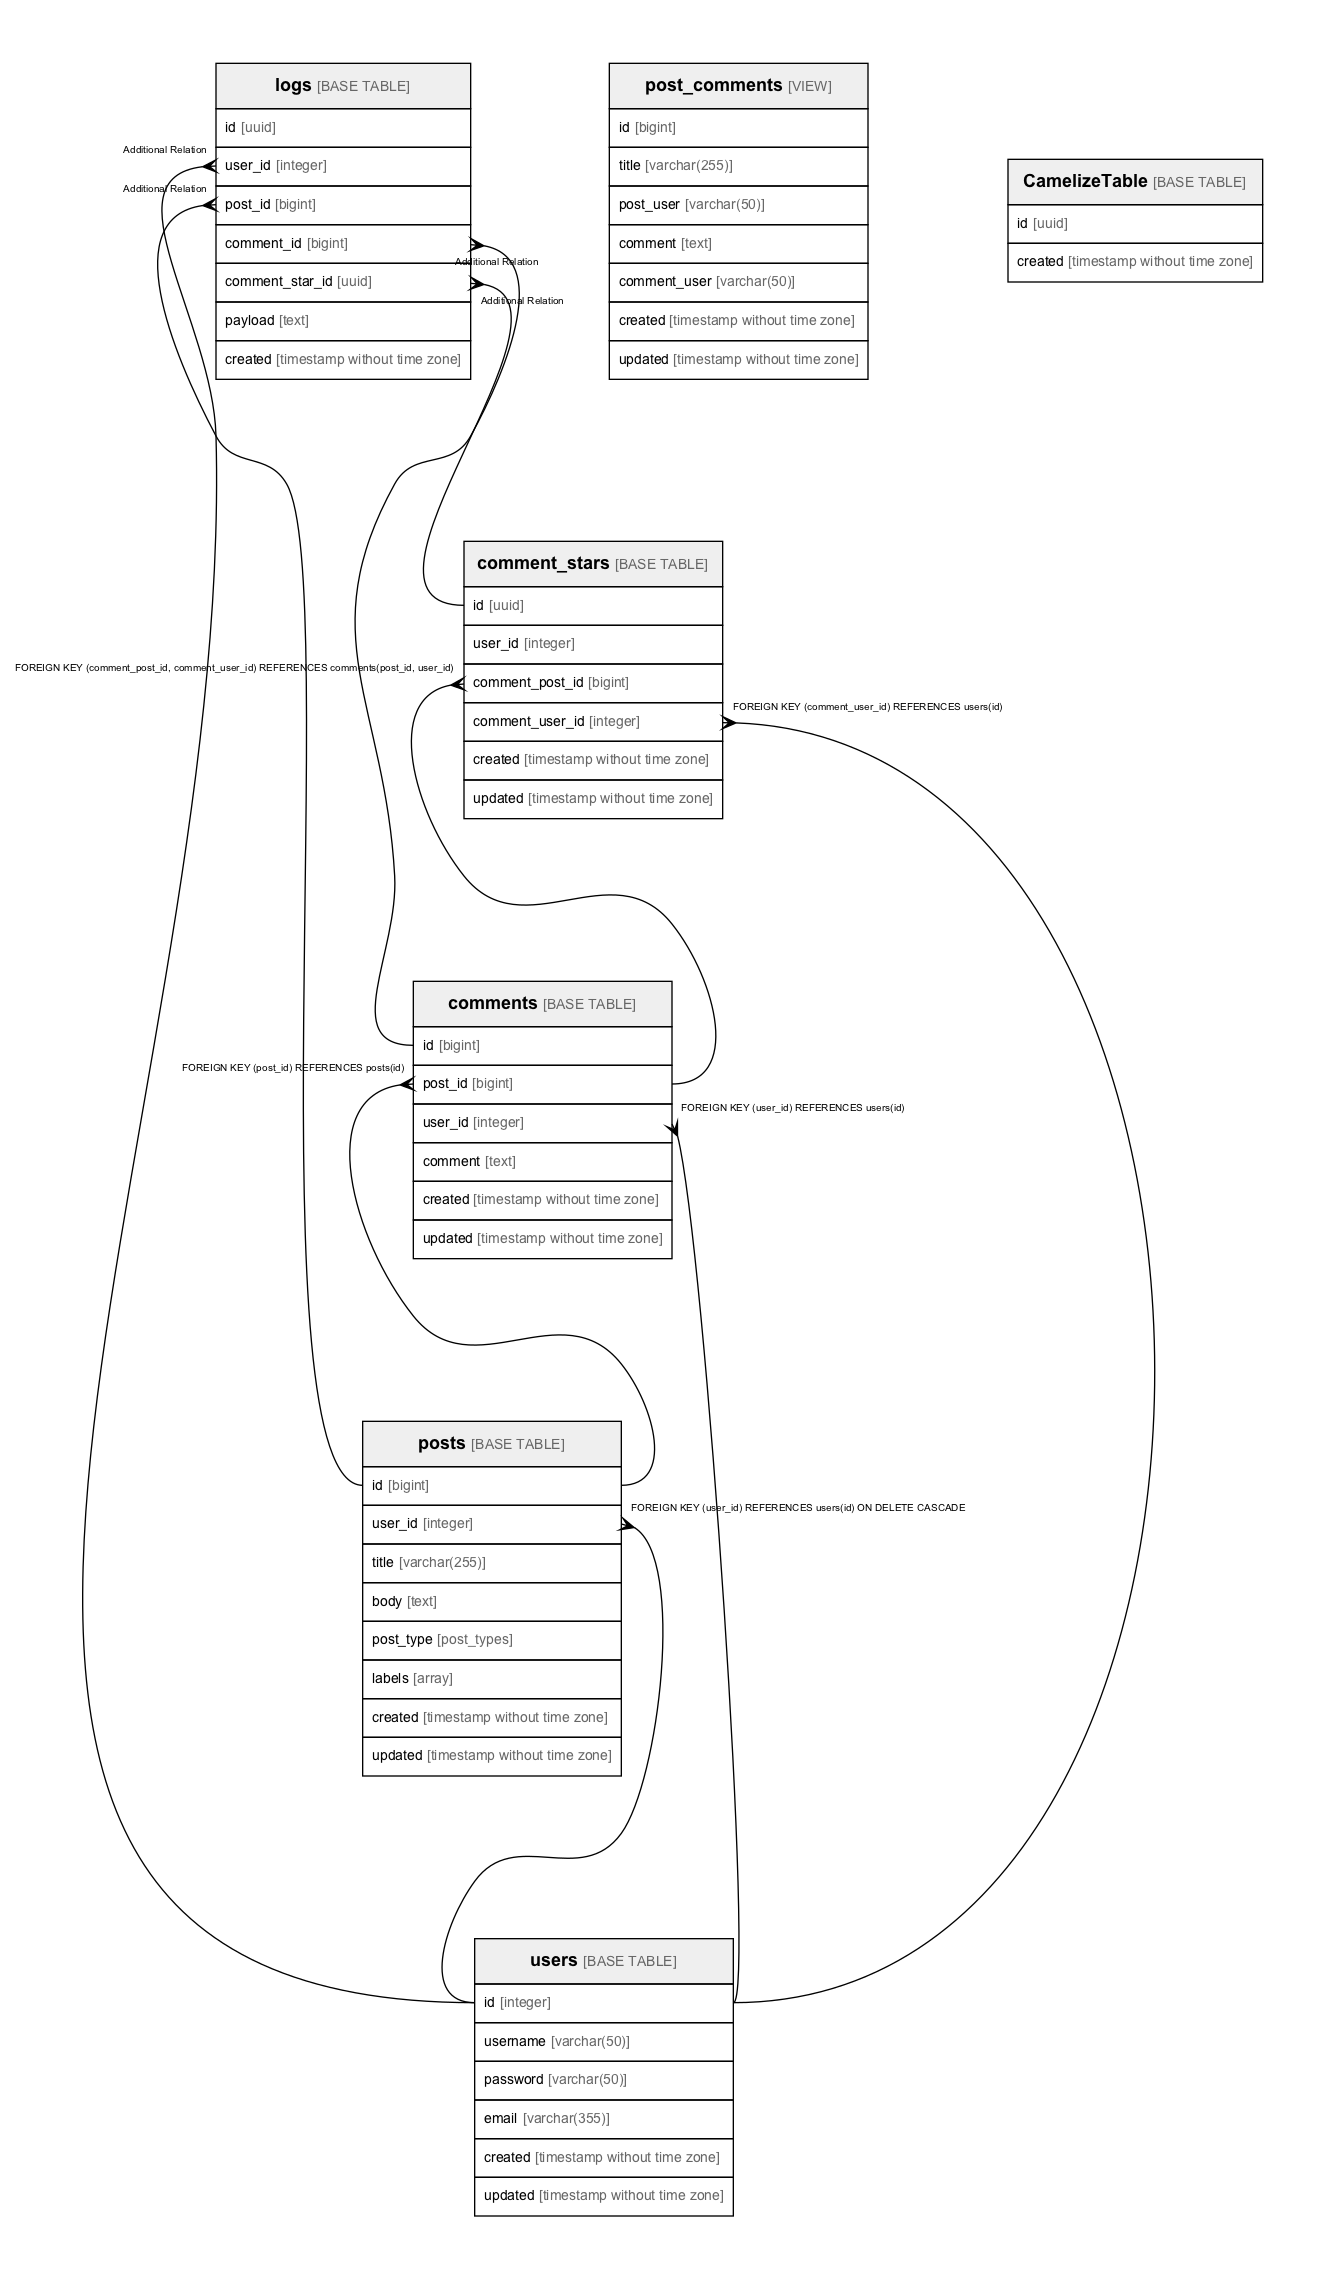 logs [BASE TABLE]
id [uuid]
Additional Relation
user_id [integer]
Additional Relation
post_id [bigint]
comment_id [bigint]
Additional Relation
comment_star_id [uuid]
Additional Relation
payload [text]
created [timestamp without time zone]
post_comments [VIEW]
id [bigint]
title [varchar(255)]
post_user [varchar(50)]
comment [text]
comment_user [varchar(50)]
created [timestamp without time zone]
updated [timestamp without time zone]
CamelizeTable [BASE TABLE]
id [uuid]
created [timestamp without time zone]
comment_stars [BASE TABLE]
id [uuid]
user_id [integer]
FOREIGN KEY (comment_post_id, comment_user_id) REFERENCES comments(post_id, user_id)
comment_post_id [bigint]
FOREIGN KEY (comment_user_id) REFERENCES users(id)
comment_user_id [integer]
created [timestamp without time zone]
updated [timestamp without time zone]
comments [BASE TABLE]
id [bigint]
FOREIGN KEY (post_id) REFERENCES posts(id)
post_id [bigint]
FOREIGN KEY (user_id) REFERENCES users(id)
user_id [integer]
comment [text]
created [timestamp without time zone]
updated [timestamp without time zone]
posts [BASE TABLE]
id [bigint]
FOREIGN KEY (user_id) REFERENCES users(id) ON DELETE CASCADE
user_id [integer]
title [varchar(255)]
body [text]
post_type [post_types]
labels [array]
created [timestamp without time zone]
updated [timestamp without time zone]
users [BASE TABLE]
id [integer]
username [varchar(50)]
password [varchar(50)]
email [varchar(355)]
created [timestamp without time zone]
updated [timestamp without time zone]